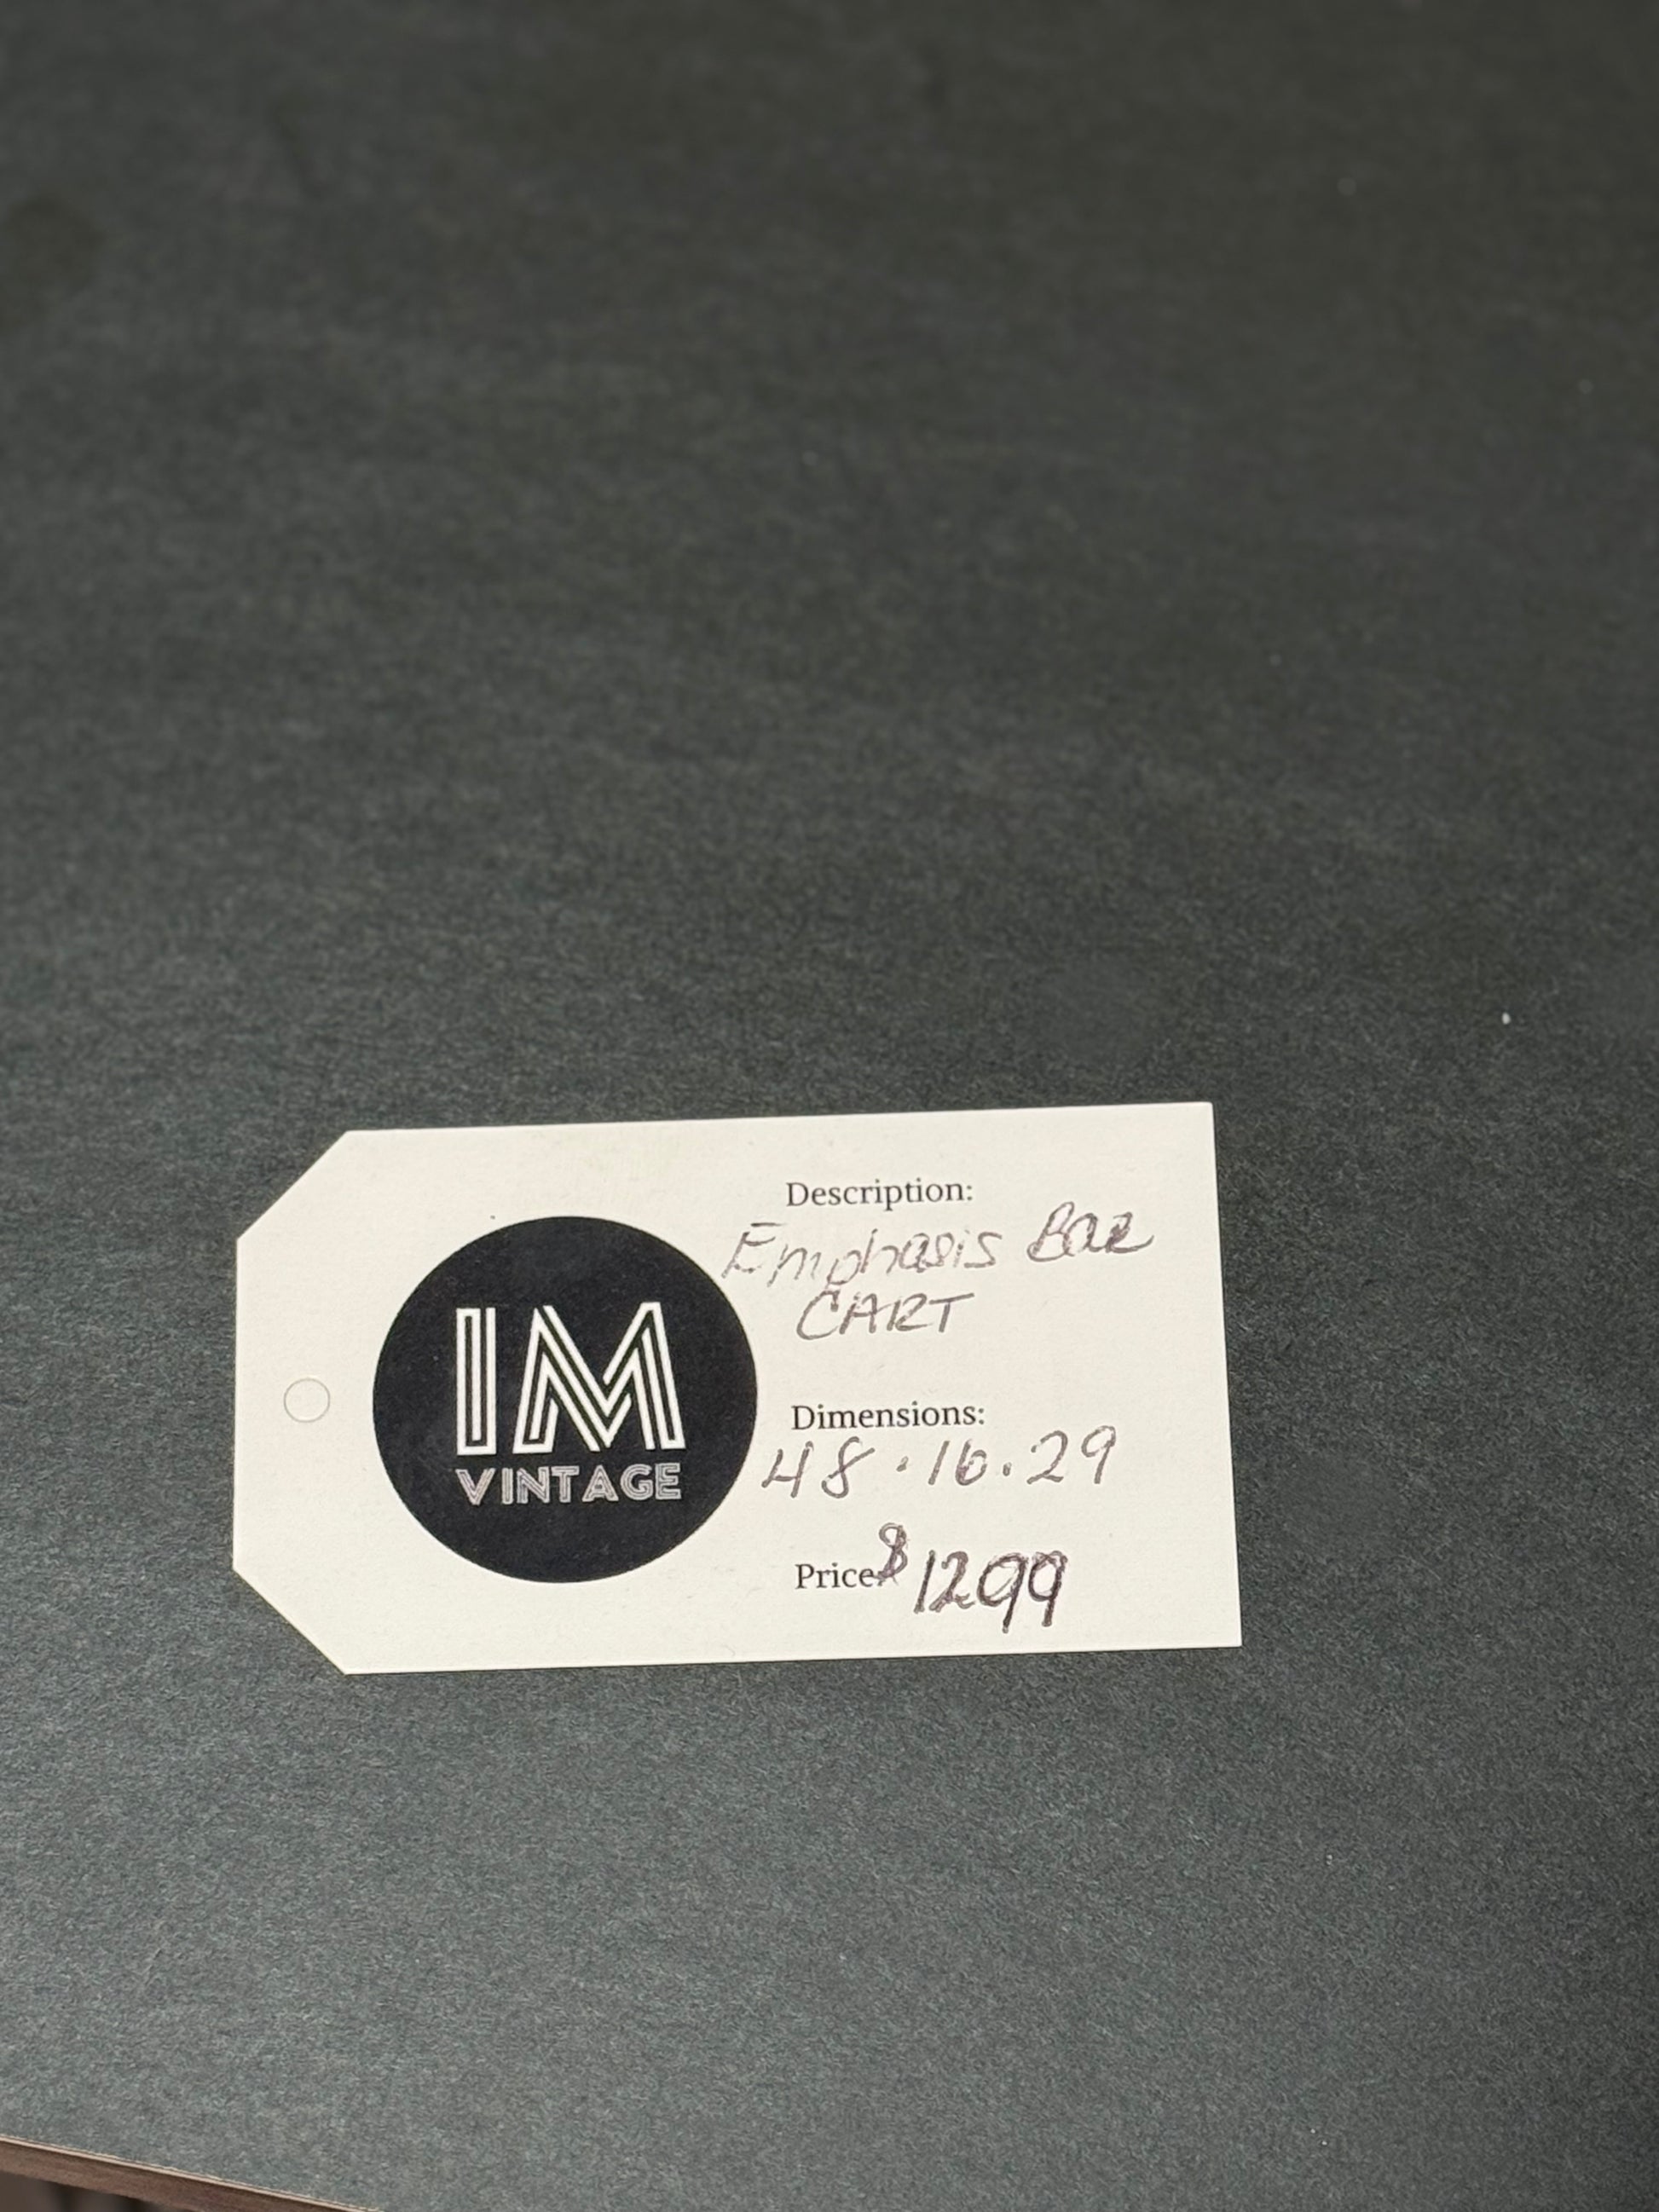 IM
VINTAGE
Description:
Emphasis Bar
CART
Dimensions:
48.16.29
Price: $1299